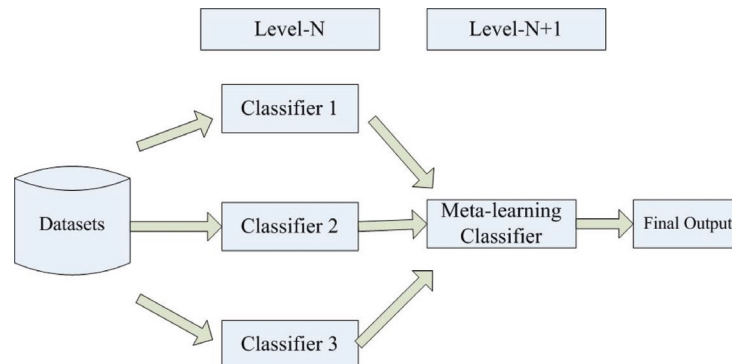 Level-N
Level-N+1
Classifier 1
Datasets
Classifier 2
Meta-learning
Classifier
Final Output
Classifier 3